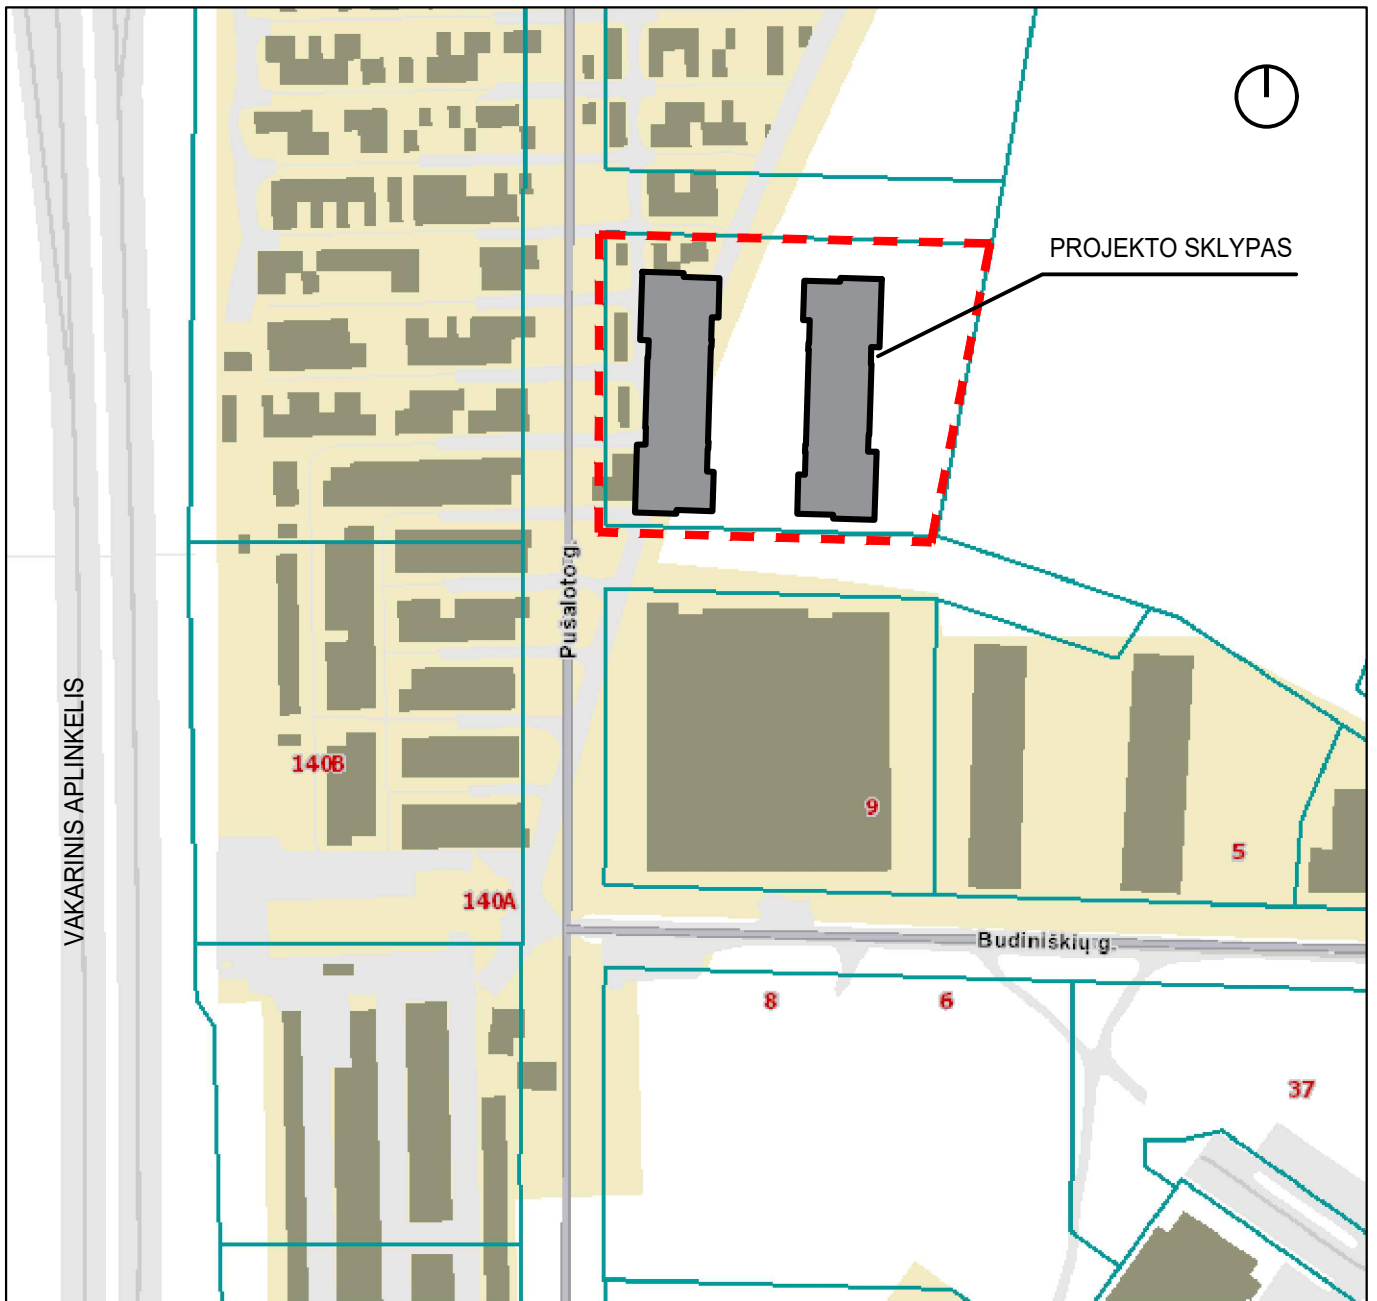 PROJEKTO SKLYPAS
Pušaloto g.
VAKARINIS APLINKELIS
140B
9
5
140A
Budiniškių g.
8
6
37